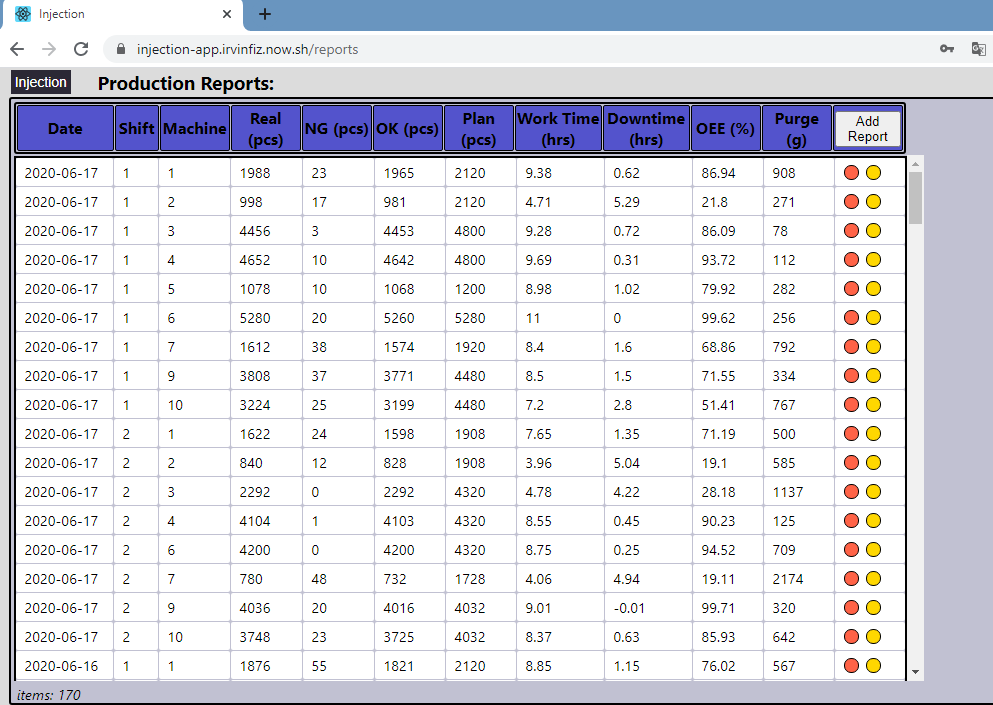 Injection
injection-app.irvinfiz.now.sh/reports
Injection Production Reports:
Date Shift Machine Real (pcs) NG (pcs) OK (pcs) Plan (pcs) Work Time (hrs) Downtime (hrs) OEE (%) Purge (g) Add Report
2020-06-17 1 1 1988 23 1965 2120 9.38 0.62 86.94 908
2020-06-17 1 2 998 17 981 2120 4.71 5.29 21.8 271
2020-06-17 1 3 4456 3 4453 4800 9.28 0.72 86.09 78
2020-06-17 1 4 4652 10 4642 4800 9.69 0.31 93.72 112
2020-06-17 1 5 1078 10 1068 1200 8.98 1.02 79.92 282
2020-06-17 1 6 5280 20 5260 5280 11 0 99.62 256
2020-06-17 1 7 1612 38 1574 1920 8.4 1.6 68.86 792
2020-06-17 1 9 3808 37 3771 4480 8.5 1.5 71.55 334
2020-06-17 1 10 3224 25 3199 4480 7.2 2.8 51.41 767
2020-06-17 2 1 1622 24 1598 1908 7.65 1.35 71.19 500
2020-06-17 2 2 840 12 828 1908 3.96 5.04 19.1 585
2020-06-17 2 3 2292 0 2292 4320 4.78 4.22 28.18 1137
2020-06-17 2 4 4104 1 4103 4320 8.55 0.45 90.23 125
2020-06-17 2 6 4200 0 4200 4320 8.75 0.25 94.52 709
2020-06-17 2 7 780 48 732 1728 4.06 4.94 19.11 2174
2020-06-17 2 9 4036 20 4016 4032 9.01 -0.01 99.71 320
2020-06-17 2 10 3748 23 3725 4032 8.37 0.63 85.93 642
2020-06-16 1 1 1876 55 1821 2120 8.85 1.15 76.02 567
items: 170